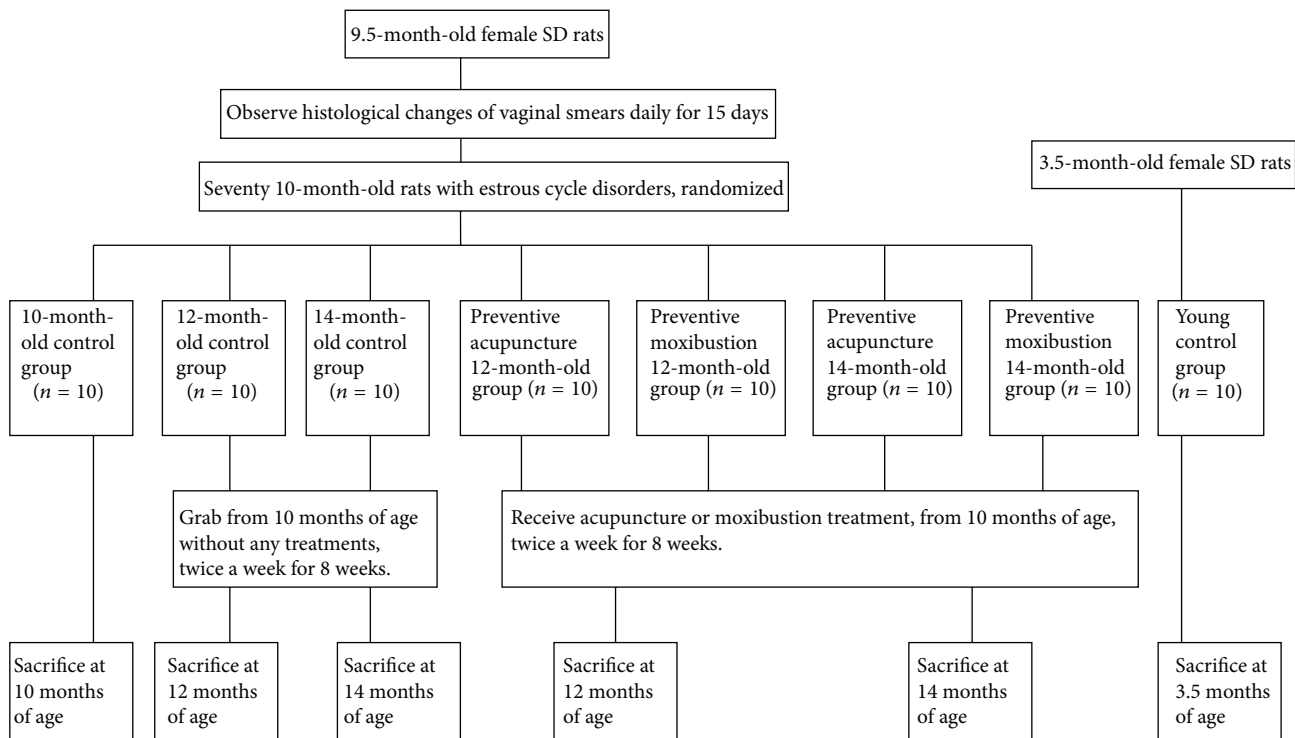 9.5-month-old female SD rats
Observe histological changes of vaginal smears daily for 15 days
3.5-month-old female SD rats
Seventy 10-month-old rats with estrous cycle disorders, randomized
10-month-
old control
group
(n = 10)
12-month-
old control
group
(n = 10)
14-month-
old control
group
(n = 10)
Preventive
acupuncture
12-month-old
group (n = 10)
Preventive
moxibustion
12-month-old
group (n = 10)
Preventive
acupuncture
14-month-old
group (n = 10)
Preventive
moxibustion
14-month-old
group (n = 10)
Young
control
group
(n = 10)
Grab from 10 months of age
without any treatments,
twice a week for 8 weeks.
Receive acupuncture or moxibustion treatment, from 10 months of age,
twice a week for 8 weeks.
Sacrifice at
10 months
of age
Sacrifice at
12 months
of age
Sacrifice at
14 months
of age
Sacrifice at
12 months
of age
Sacrifice at
14 months
of age
Sacrifice at
3.5 months
of age